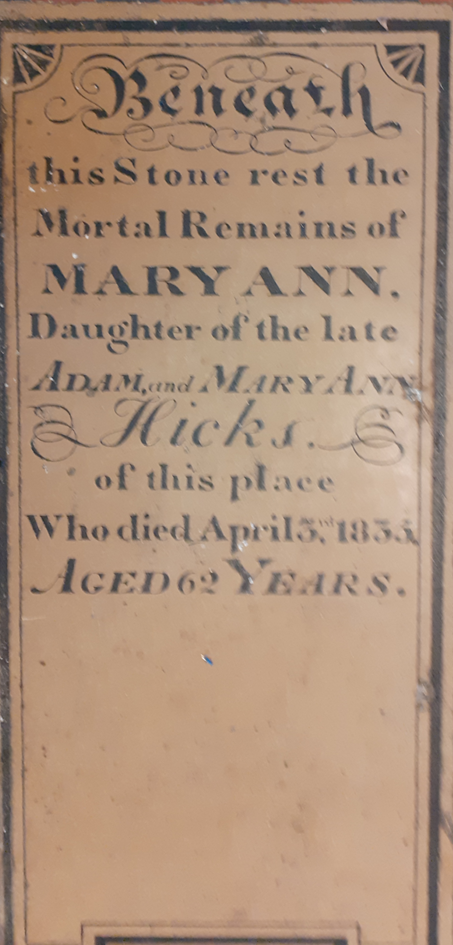 Beneath
this Stone rest the
Mortal Remains of
MARY ANN.
Daughter of the late
ADAM, and MARY ANN
Hicks.
of this place
Who died April 3rd 1835,
AGED 62 YEARS.